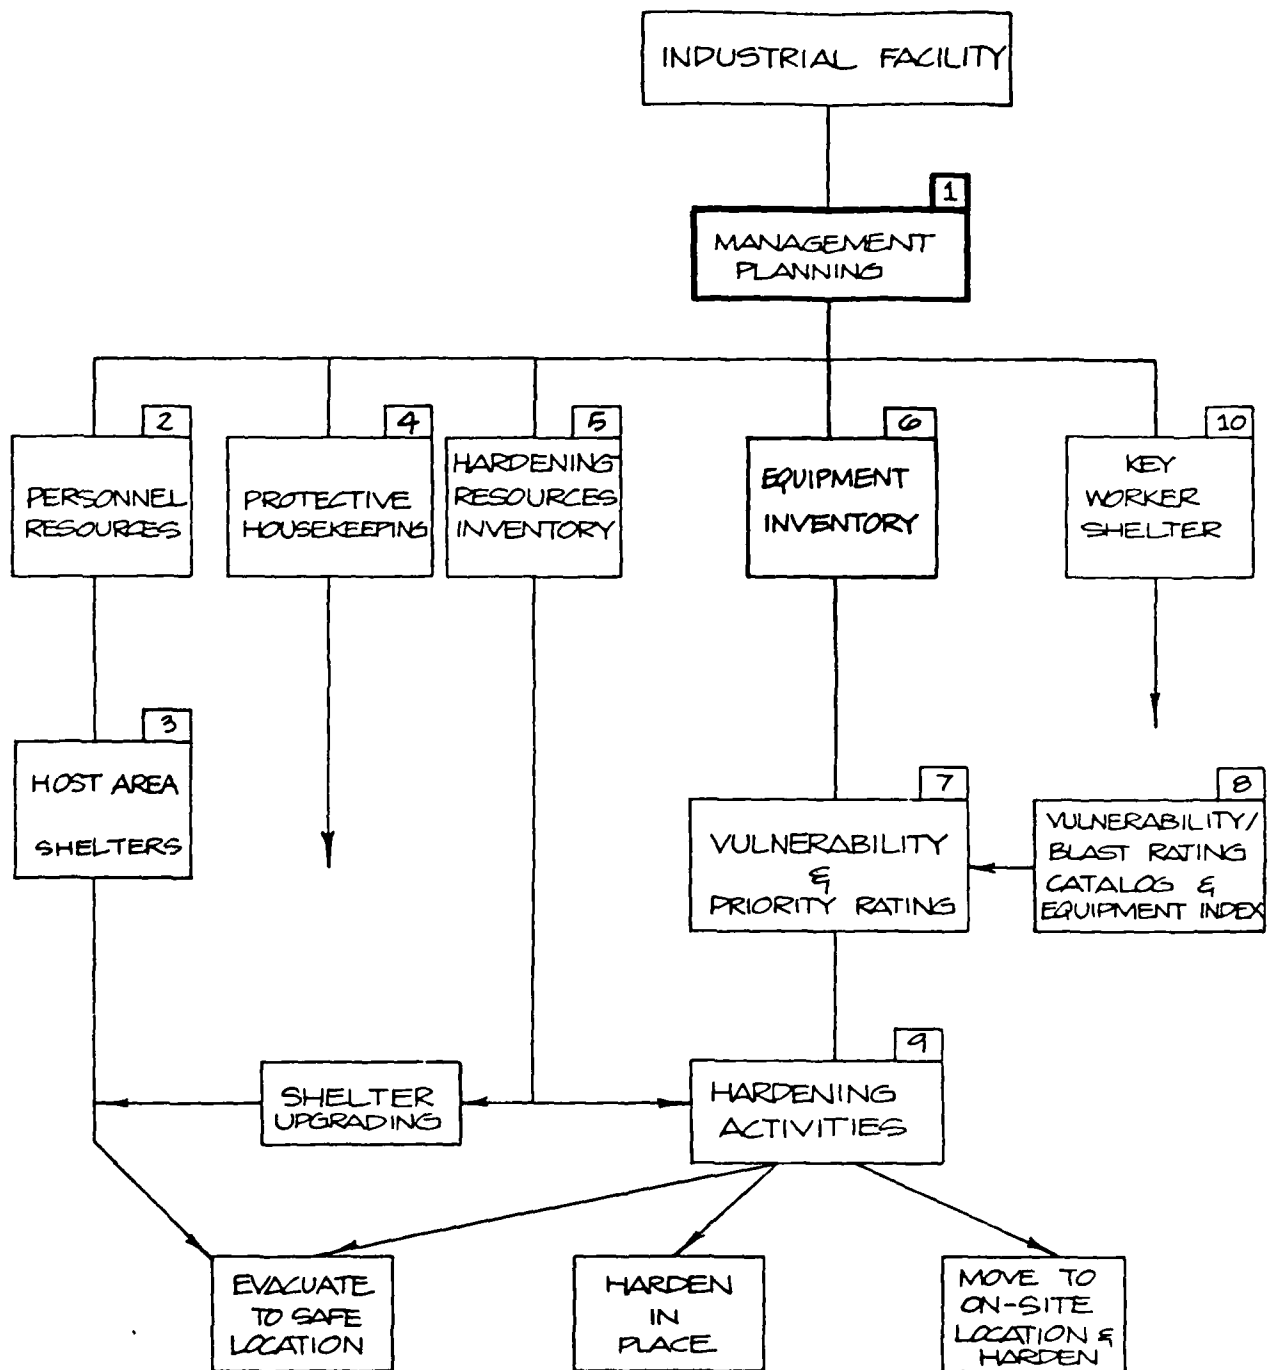 INDUSTRIAL FACILITY
1
MANAGEMENT
PLANNING
2
PERSONNEL
RESOURCES
4
PROTECTIVE
HOUSEKEEPING
5
HARDENING
RESOURCES
INVENTORY
6
EQUIPMENT
INVENTORY
10
KEY
WORKER
SHELTER
3
HOST AREA
SHELTERS
7
VULNERABILITY
&
PRIORITY RATING
8
VULNERABILITY/
BLAST RATING
CATALOG &
EQUIPMENT INDEX
SHELTER
UPGRADING
9
HARDENING
ACTIVITIES
EVACUATE
TO SAFE
LOCATION
HARDEN
IN
PLACE
MOVE TO
ON-SITE
LOCATION &
HARDEN